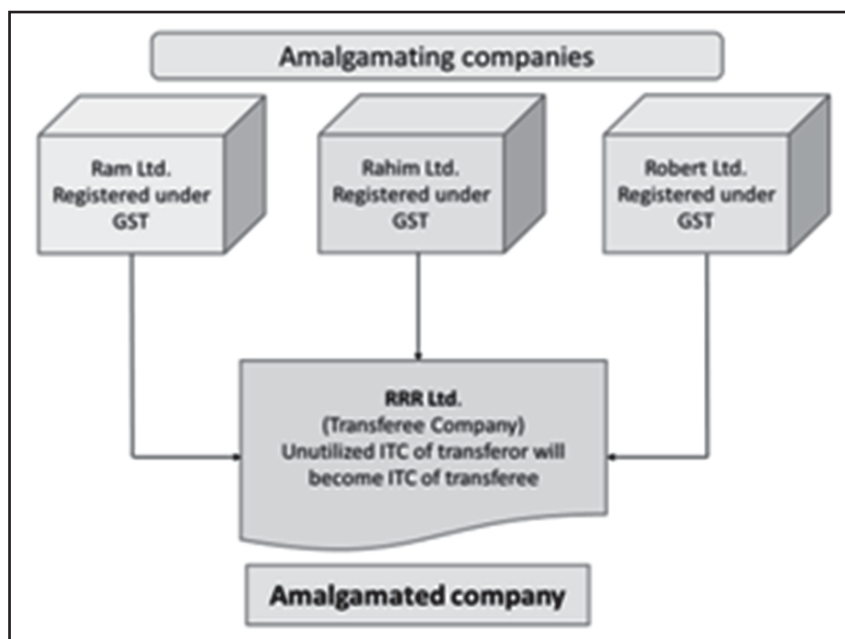 Amalgamating companies
Ram Ltd.
Registered under
GST
Rahim Ltd.
Registered under
GST
Robert Ltd.
Registered under
GST
RRR Ltd.
(Transferee Company)
Unutilized ITC of transferor will
become ITC of transferee
Amalgamated company